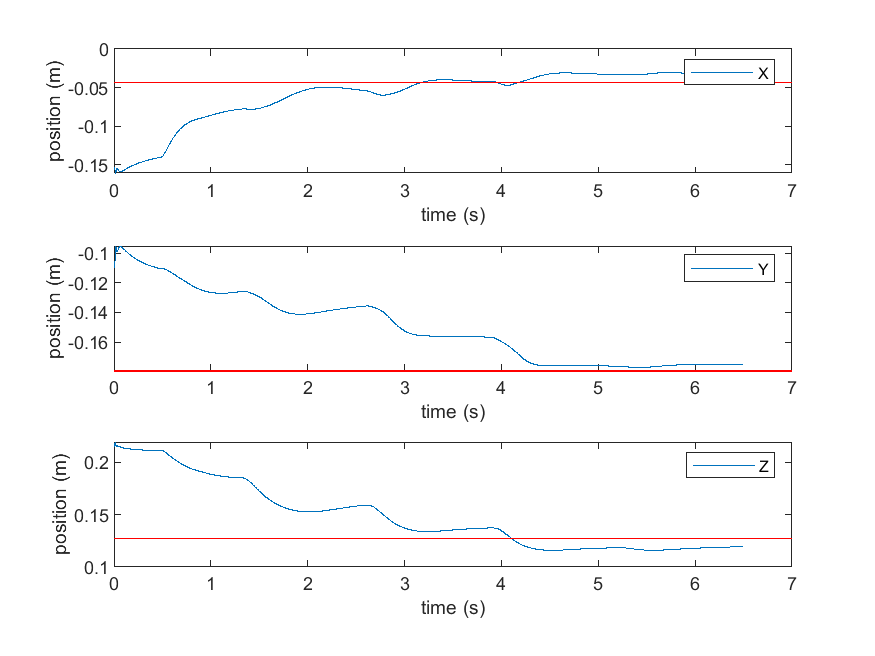 0
-0.05
-0.1
-0.15
position (m)
X
0 1 2 3 4 5 6 7
time (s)
-0.1
-0.12
-0.14
-0.16
position (m)
Y
0 1 2 3 4 5 6 7
time (s)
0.2
0.15
0.1
position (m)
Z
0 1 2 3 4 5 6 7
time (s)